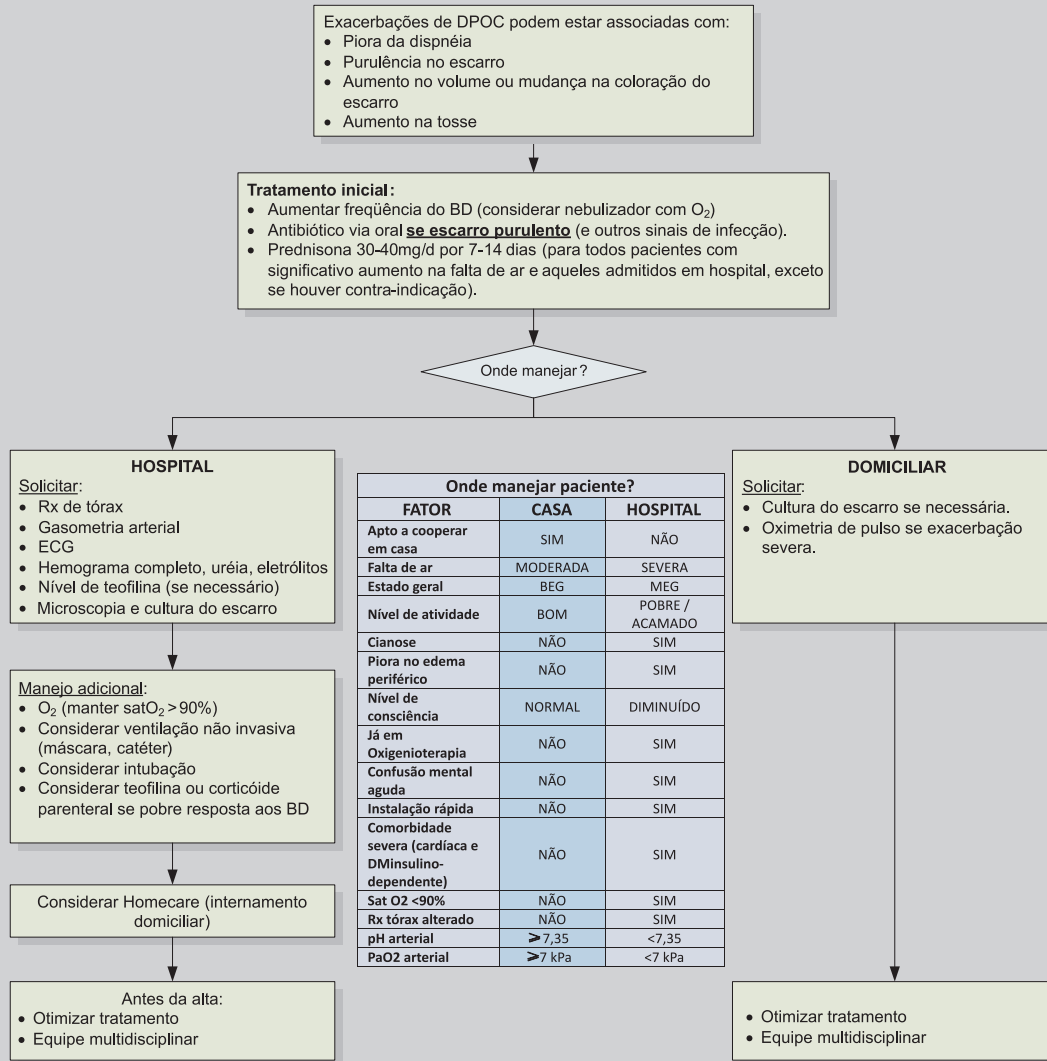 Exacerbações de DPOC podem estar associadas com:
• Piora da dispnéia
• Purulência no escarro
• Aumento no volume ou mudança na coloração do
escarro
• Aumento na tosse
Tratamento inicial:
• Aumentar freqüência do BD (considerar nebulizador com O₂)
• Antibiótico via oral se escarro purulento (e outros sinais de infecção).
• Prednisona 30-40mg/d por 7-14 dias (para todos pacientes com
significativo aumento na falta de ar e aqueles admitidos em hospital, exceto
se houver contra-indicação).
Onde manejar?
HOSPITAL
Solicitar:
• Rx de tórax
• Gasometria arterial
• ECG
• Hemograma completo, uréia, eletrólitos
• Nível de teofilina (se necessário)
• Microscopia e cultura do escarro
Manejo adicional:
• O₂ (manter satO₂ > 90%)
• Considerar ventilação não invasiva
(máscara, catéter)
• Considerar intubação
• Considerar teofilina ou corticóide
parenteral se pobre resposta aos BD
Considerar Homecare (internamento
domiciliar)
Antes da alta:
• Otimizar tratamento
• Equipe multidisciplinar
Onde manejar paciente?
FATOR CASA HOSPITAL
Apto a cooperar
em casa SIM NÃO
Falta de ar MODERADA SEVERA
Estado geral BEG MEG
Nível de atividade BOM POBRE /
ACAMADO
Cianose NÃO SIM
Piora no edema
periférico NÃO SIM
Nível de
consciência NORMAL DIMINUÍDO
Já em
Oxigenioterapia NÃO SIM
Confusão mental
aguda NÃO SIM
Instalação rápida NÃO SIM
Comorbidade
severa (cardíaca e
DMinsulino-
dependente) NÃO SIM
Sat O2 <90% NÃO SIM
Rx tórax alterado NÃO SIM
pH arterial ≥ 7,35 <7,35
PaO2 arterial ≥7 kPa <7 kPa
DOMICILIAR
Solicitar:
• Cultura do escarro se necessária.
• Oximetria de pulso se exacerbação
severa.
• Otimizar tratamento
• Equipe multidisciplinar